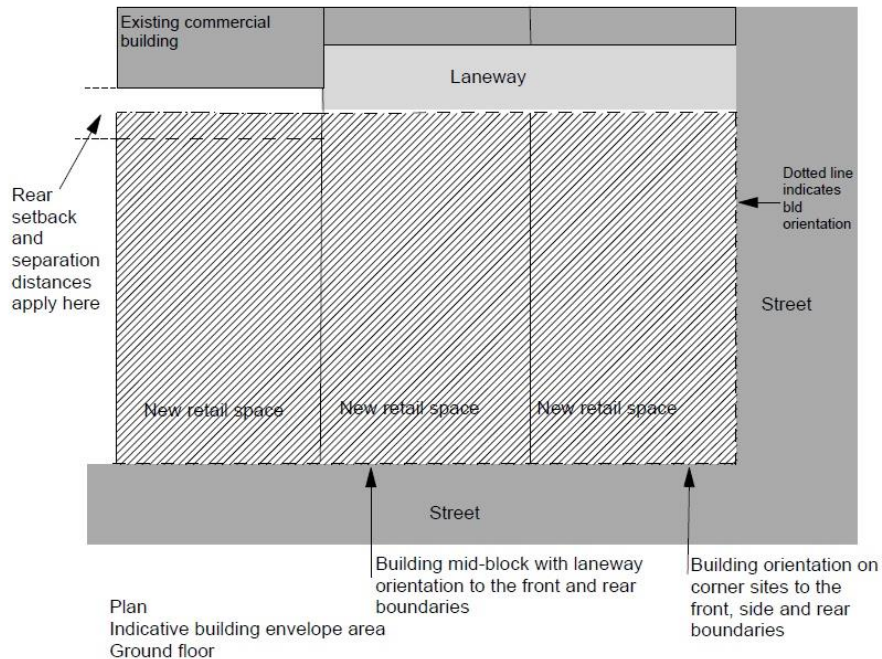 Existing commercial
building
Laneway
Rear
setback
and
separation
distances
apply here
Dotted line
indicates
bld
orientation
Street
New retail space
New retail space
New retail space
Street
Building mid-block with laneway
orientation to the front and rear
boundaries
Building orientation on
corner sites to the
front, side and rear
boundaries
Plan
Indicative building envelope area
Ground floor